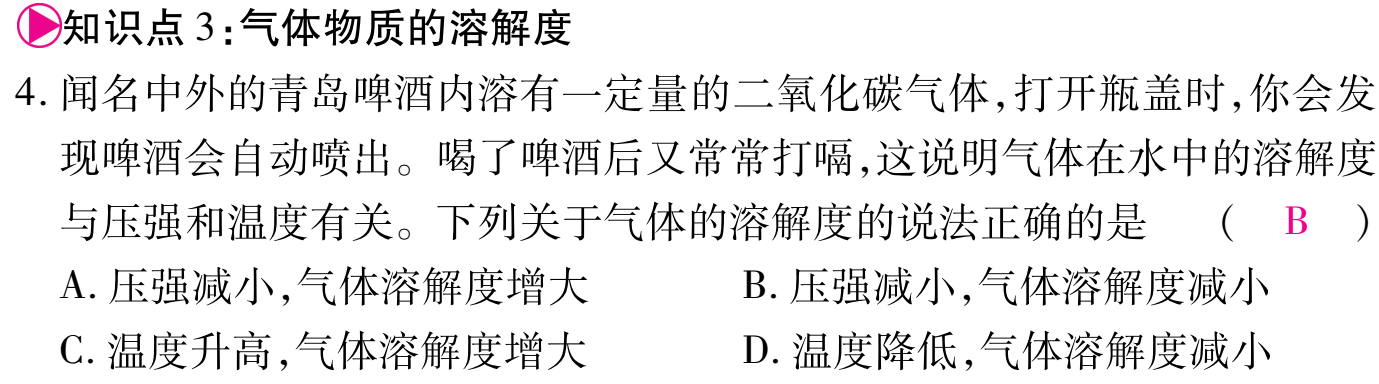 知识点3:气体物质的溶解度
4. 闻名中外的青岛啤酒内溶有一定量的二氧化碳气体,打开瓶盖时,你会发
现啤酒会自动喷出。喝了啤酒后又常常打嗝,这说明气体在水中的溶解度
与压强和温度有关。下列关于气体的溶解度的说法正确的是 ( B )
A. 压强减小,气体溶解度增大 B. 压强减小,气体溶解度减小
C. 温度升高,气体溶解度增大 D. 温度降低,气体溶解度减小